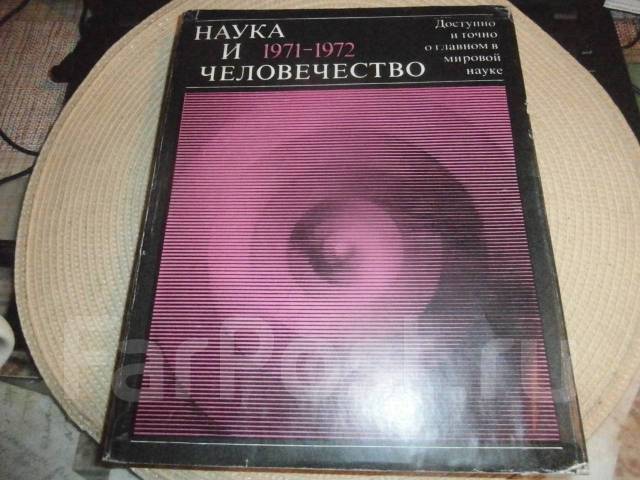 НАУКА
И 1971-1972
ЧЕЛОВЕЧЕСТВО
Доступно
и точно
о главном в
мировой
науке
FarPost.ru